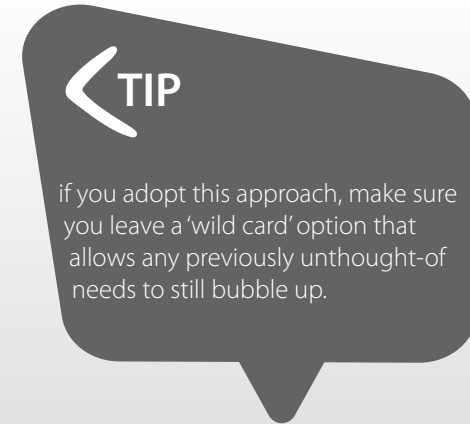 TIP
if you adopt this approach, make sure
you leave a ‘wild card’ option that
allows any previously unthought-of
needs to still bubble up.